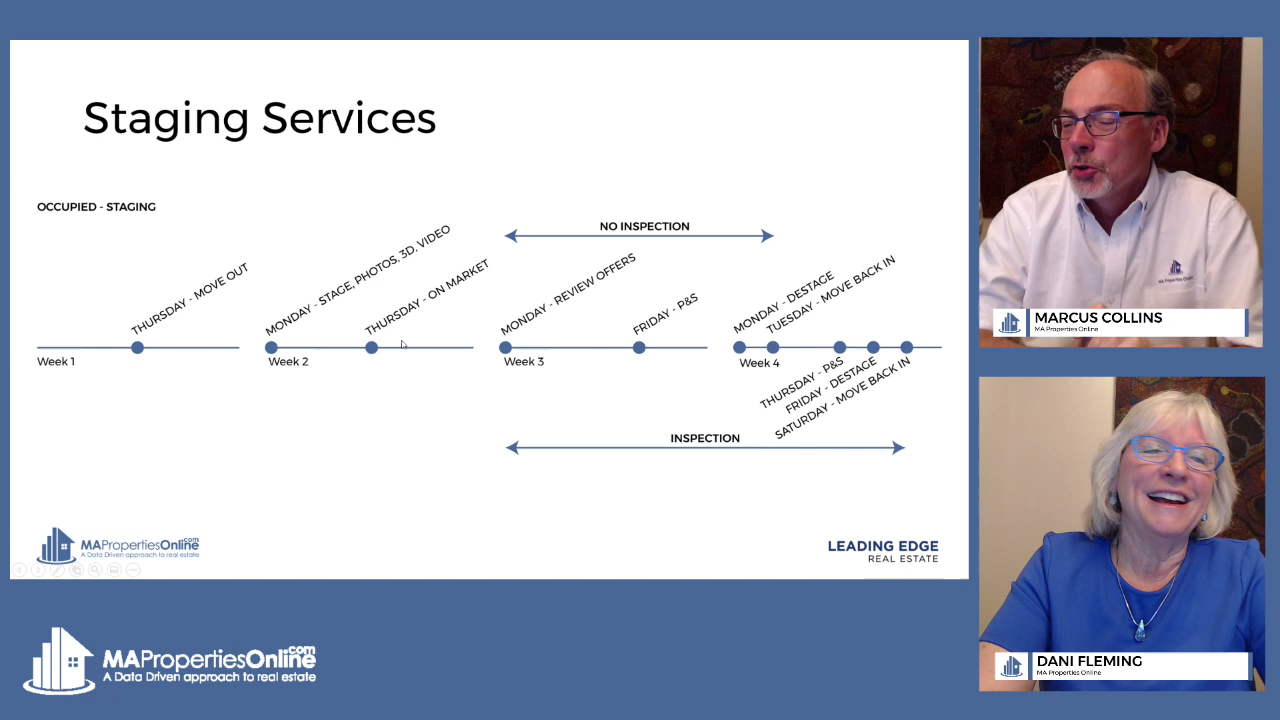 Staging Services
OCCUPIED - STAGING
NO INSPECTION
THURSDAY - MOVE OUT
MONDAY - STAGE, PHOTOS, 3D, VIDEO
THURSDAY - ON MARKET
MONDAY - REVIEW OFFERS
FRIDAY - P&S
MONDAY - DESTAGE
TUESDAY - MOVE BACK IN
Week 1
Week 2
Week 3
Week 4
THURSDAY - P&S
FRIDAY - DESTAGE
SATURDAY - MOVE BACK IN
INSPECTION
MAPropertiesOnline.com
A Data Driven approach to real estate
LEADING EDGE
REAL ESTATE
MAPropertiesOnline.com
A Data Driven approach to real estate
MA Properties Online
MARCUS COLLINS
MA Properties Online
DANI FLEMING
MA Properties Online